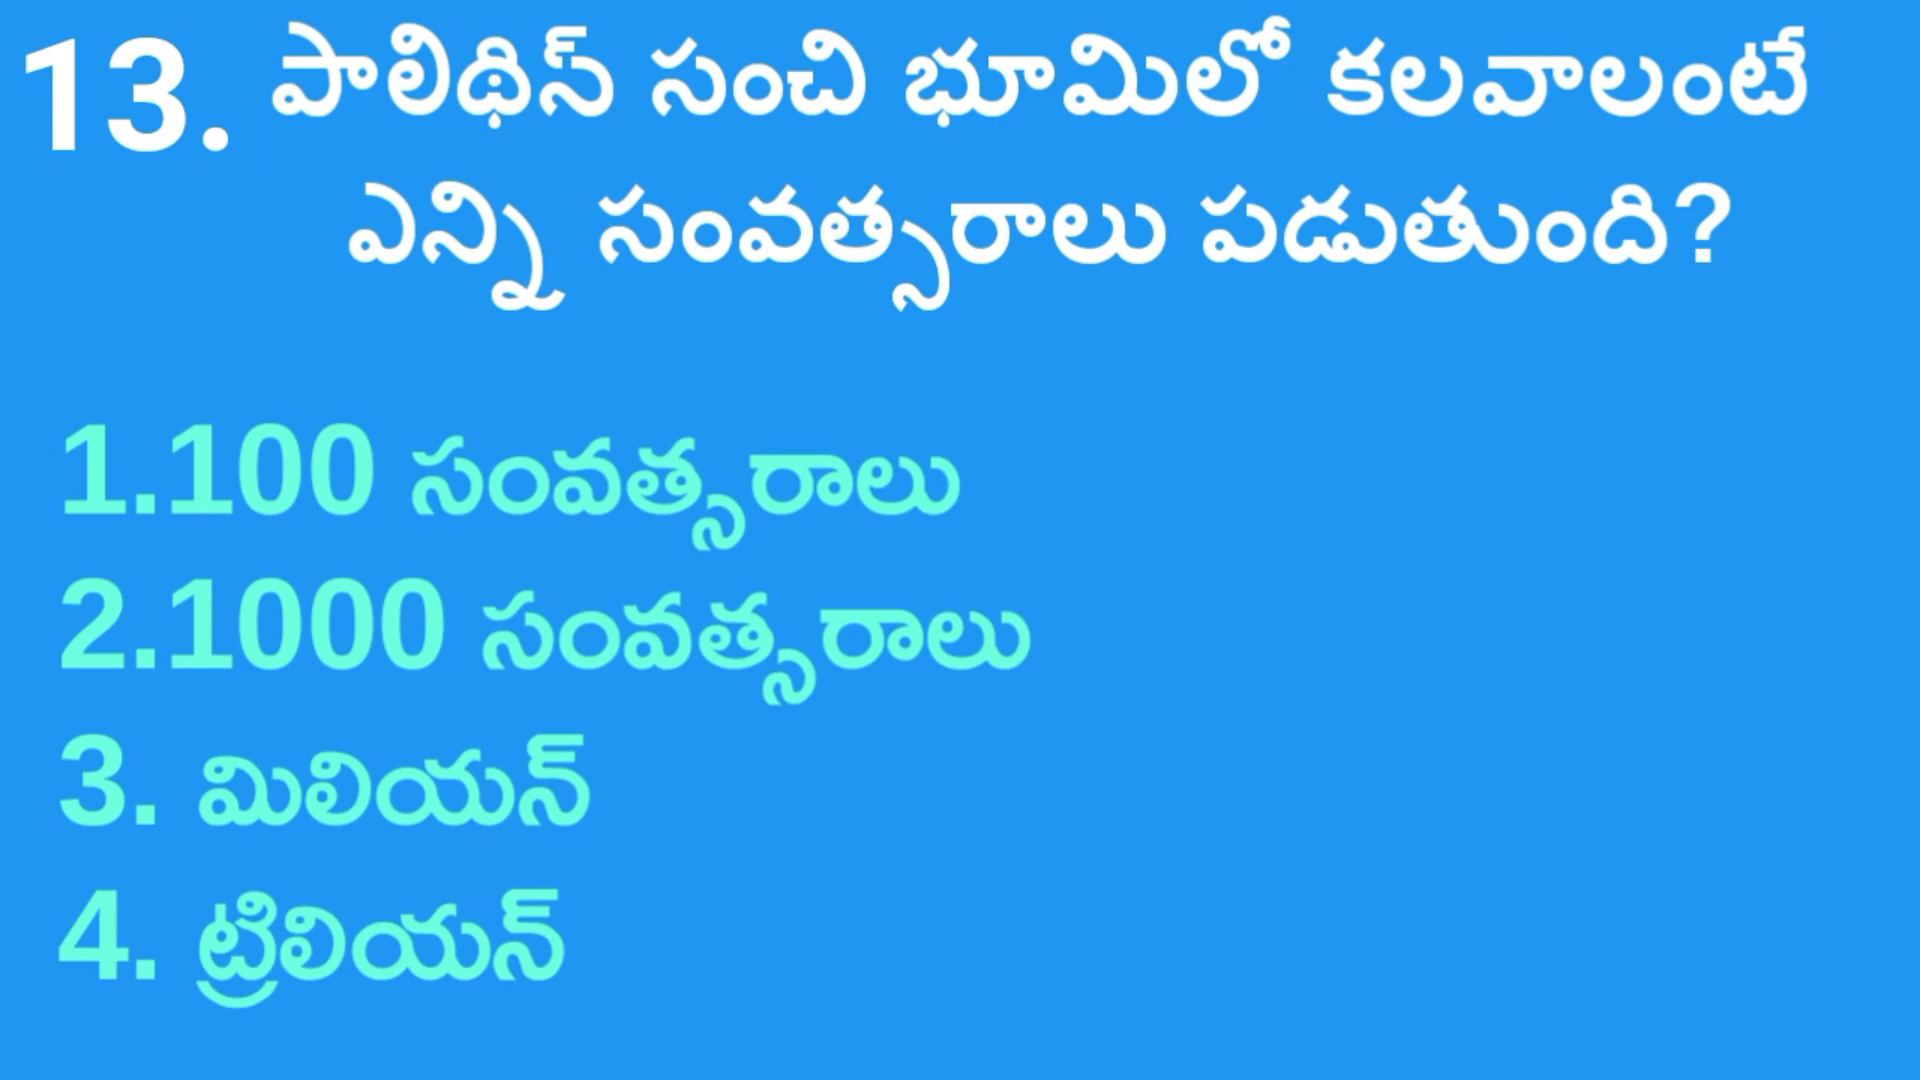 13. పాలిథిన్ సంచి భూమిలో కలవాలంటే
ఎన్ని సంవత్సరాలు పడుతుంది?
1.100 సంవత్సరాలు
2.1000 సంవత్సరాలు
3. మిలియన్
4. ట్రిలియన్